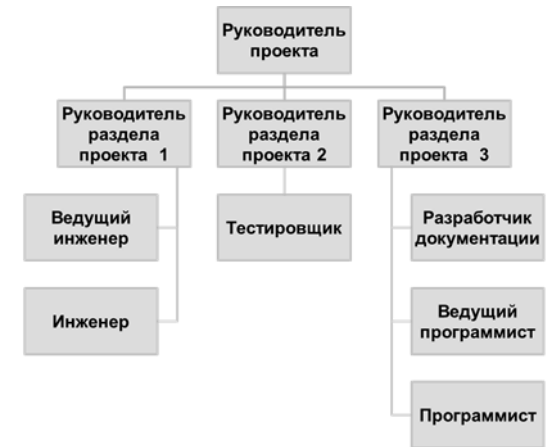 Руководитель
проекта
Руководитель
раздела
проекта 1
Руководитель
раздела
проекта 2
Руководитель
раздела
проекта 3
Ведущий
инженер
Тестировщик
Разработчик
документации
Инженер
Ведущий
программист
Программист